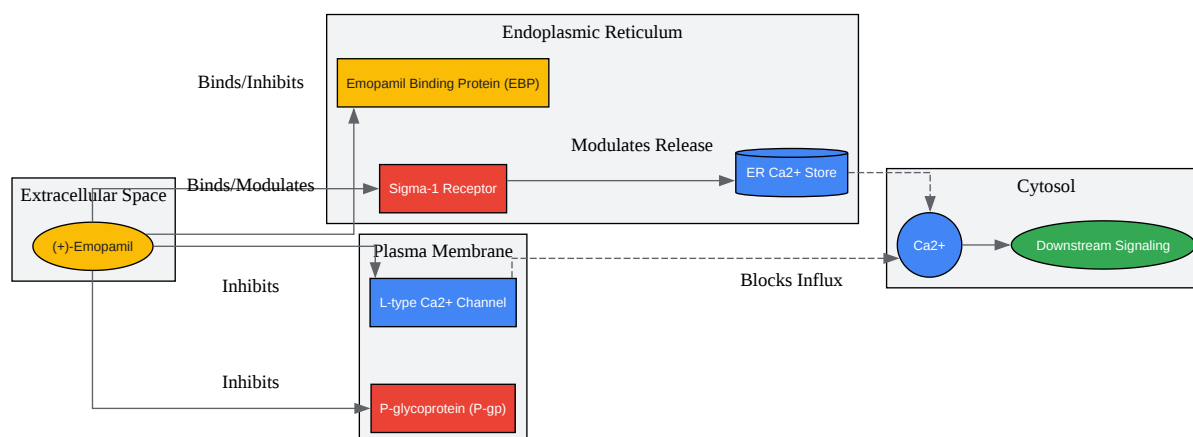 Endoplasmic Reticulum
Binds/Inhibits
Emopamil Binding Protein (EBP)
Modulates Release
ER Ca2+ Store
Extracellular Space
Binds/Modulates
Sigma-1 Receptor
Cytosol
(+)-Emopamil
Plasma Membrane
Ca2+
Downstream Signaling
Inhibits
L-type Ca2+ Channel
Blocks Influx
Inhibits
P-glycoprotein (P-gp)